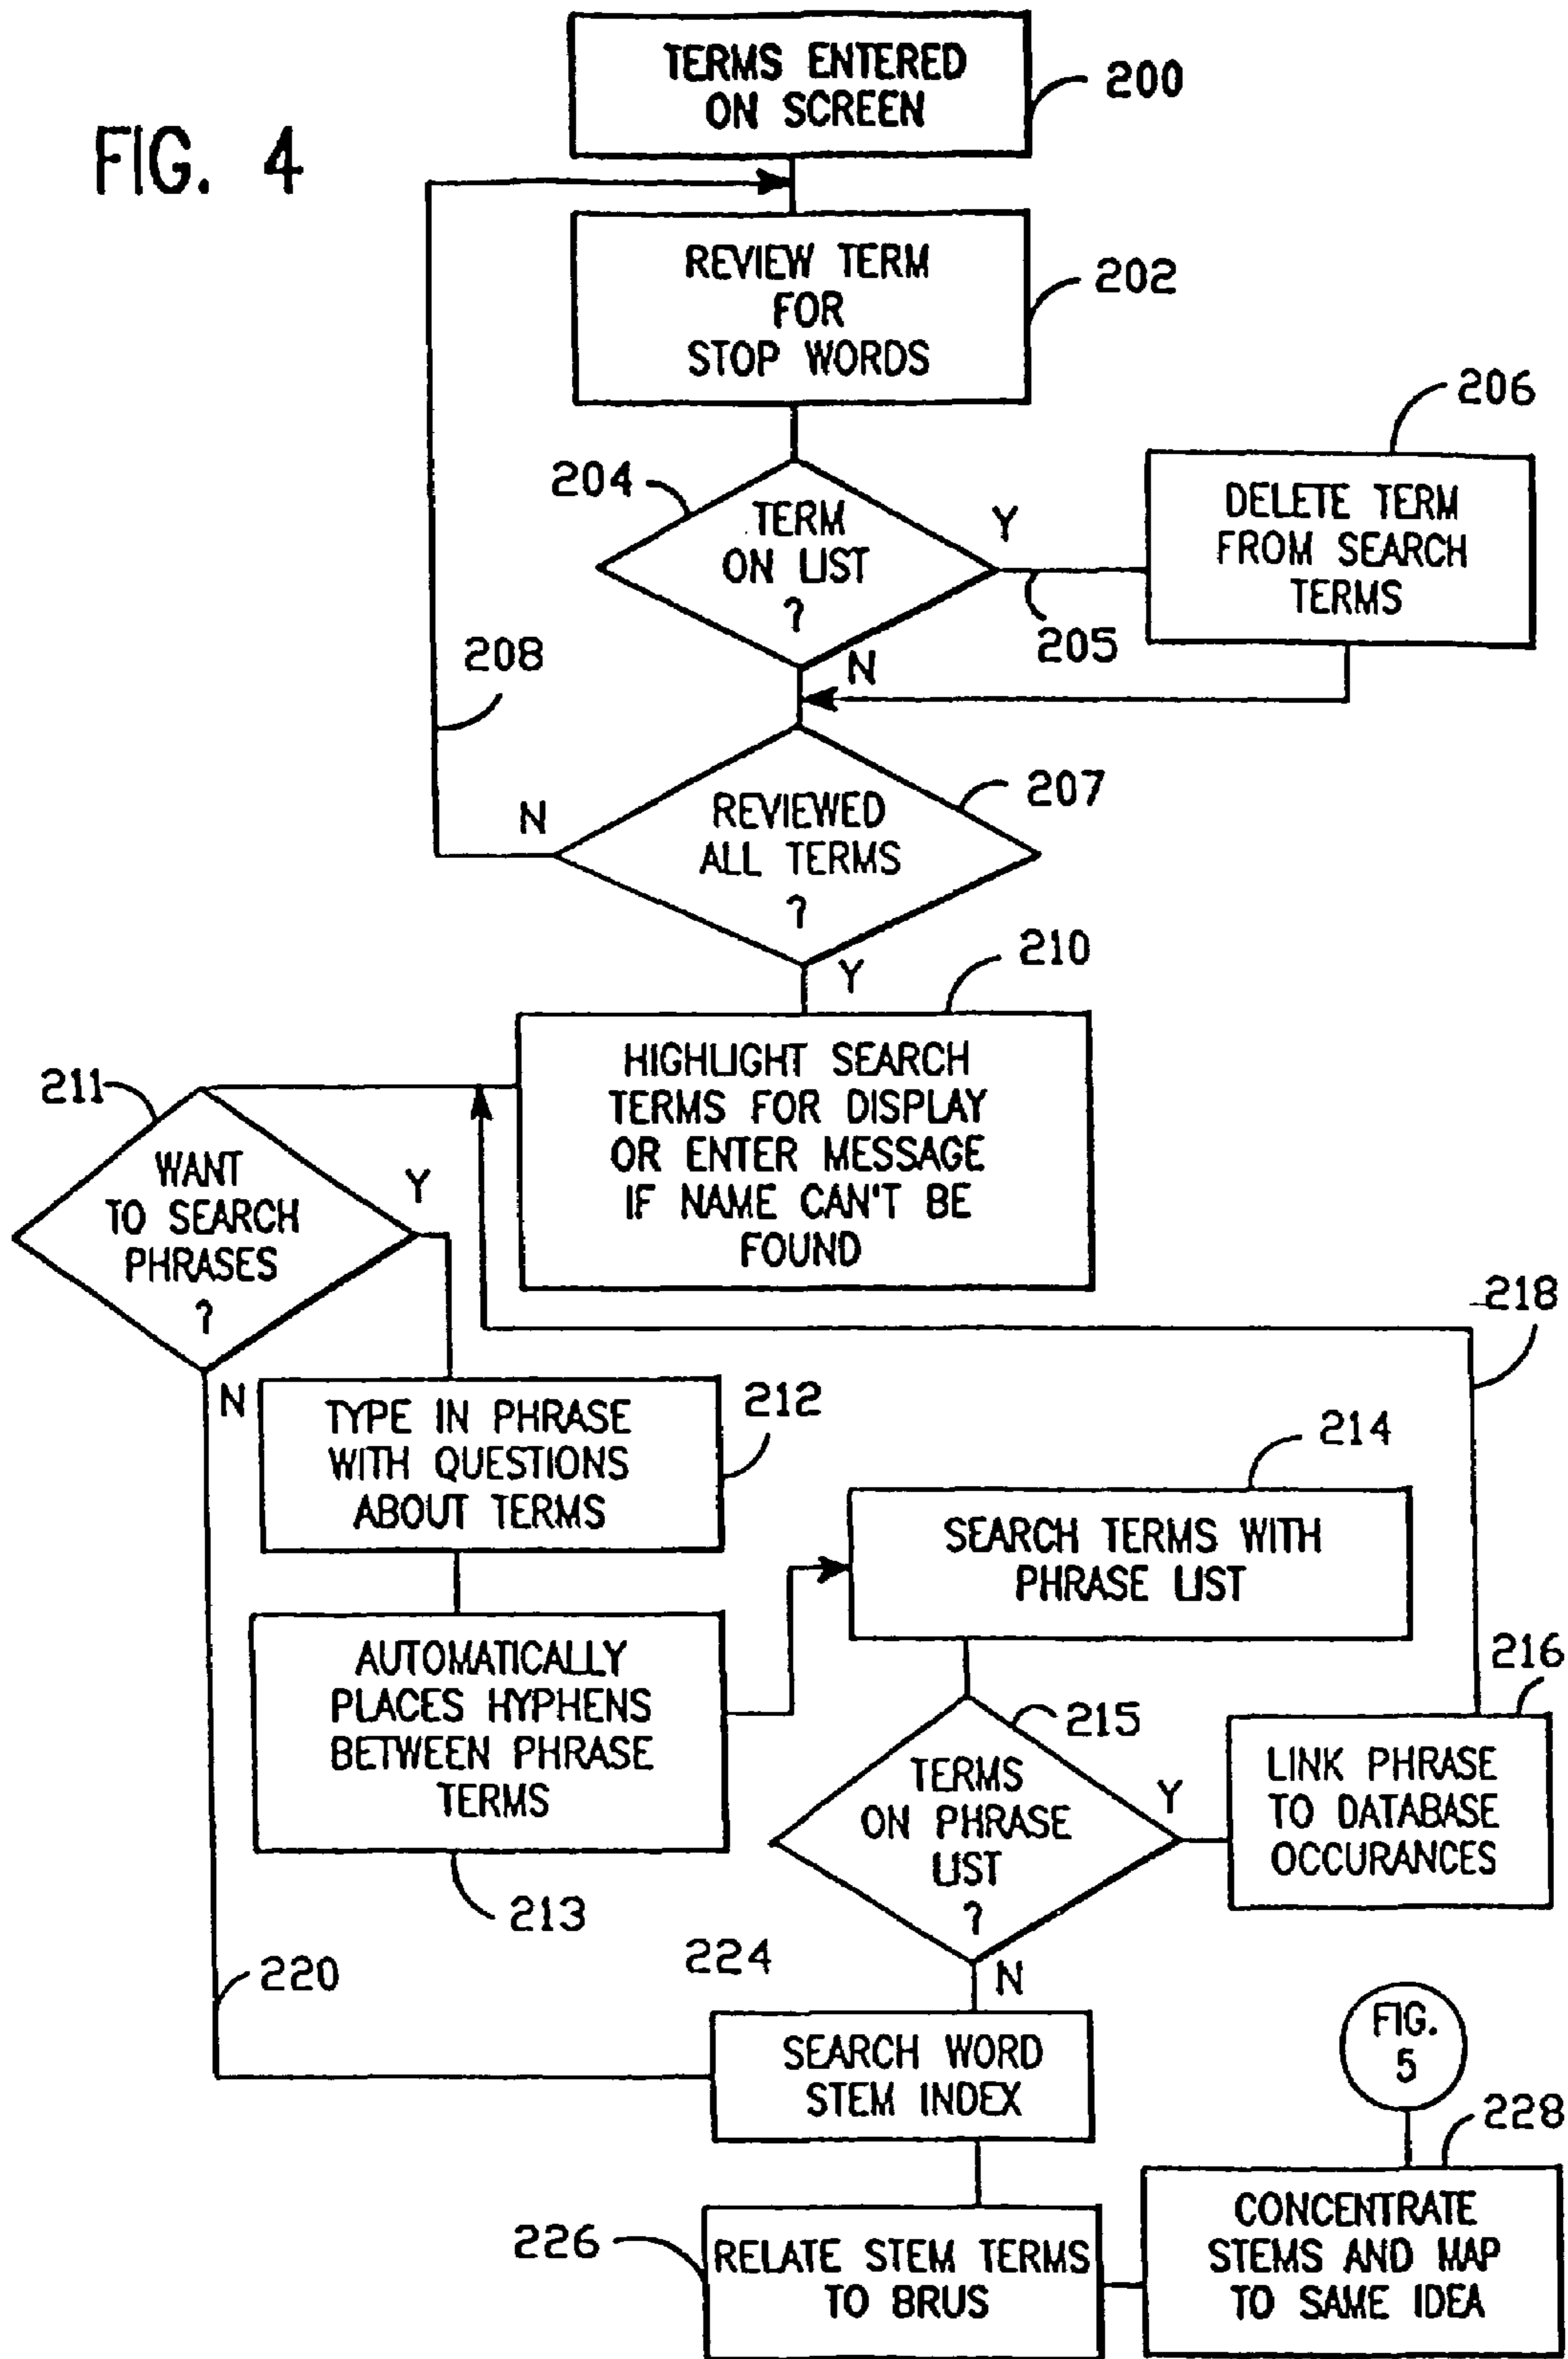 FIG. 4
TERMS ENTERED
ON SCREEN
200
REVIEW TERM
FOR
STOP WORDS
202
204
TERM
ON LIST
?
Y
205
206
DELETE TERM
FROM SEARCH
TERMS
N
208
207
REVIEWED
ALL TERMS
?
N
Y
210
HIGHLIGHT SEARCH
TERMS FOR DISPLAY
OR ENTER MESSAGE
IF NAME CAN'T BE
FOUND
211
WANT
TO SEARCH
PHRASES
?
Y
N
218
TYPE IN PHRASE
WITH QUESTIONS
ABOUT TERMS
212
214
SEARCH TERMS WITH
PHRASE LIST
AUTOMATICALLY
PLACES HYPHENS
BETWEEN PHRASE
TERMS
213
215
TERMS
ON PHRASE
LIST
?
Y
N
216
LINK PHRASE
TO DATABASE
OCCURANCES
220
224
SEARCH WORD
STEM INDEX
FIG.
5
226
RELATE STEM TERMS
TO BRUS
228
CONCENTRATE
STEMS AND MAP
TO SAME IDEA